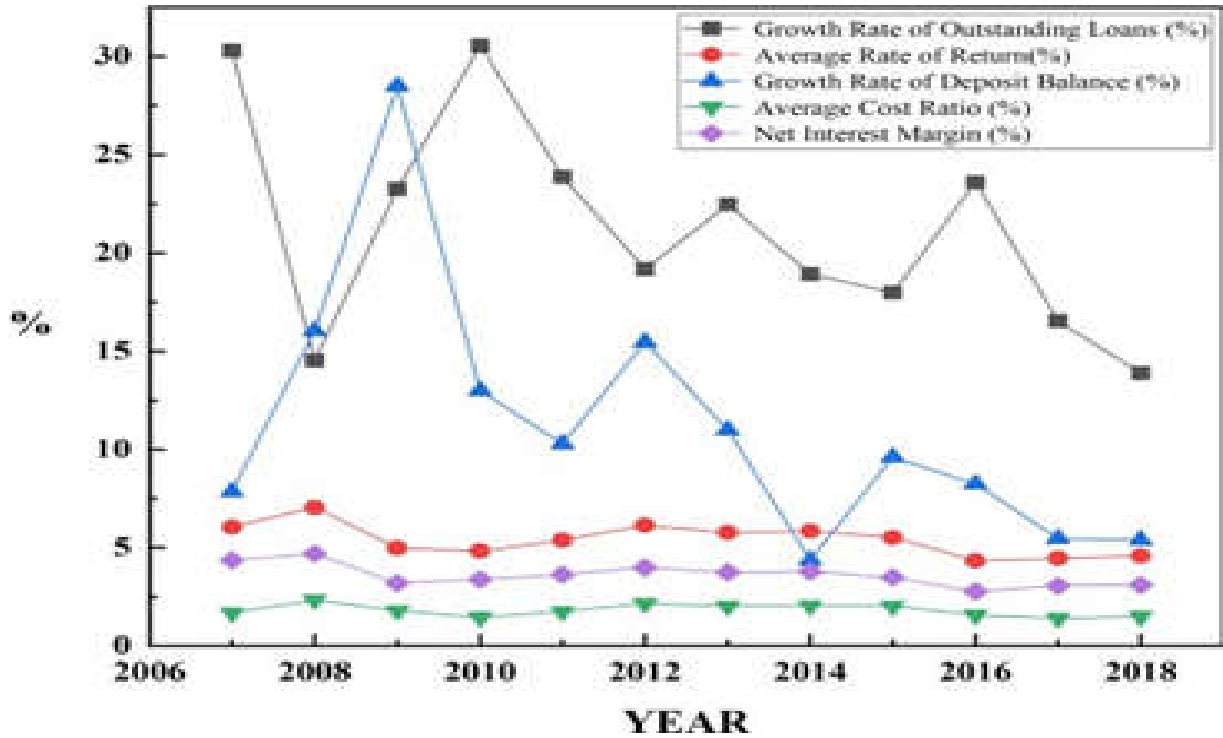 Growth Rate of Outstanding Loans (%)
Average Rate of Return(%)
Growth Rate of Deposit Balance (%)
Average Cost Ratio (%)
Net Interest Margin (%)
30
25
20
15
10
5
0
%
2006 2008 2010 2012 2014 2016 2018
YEAR